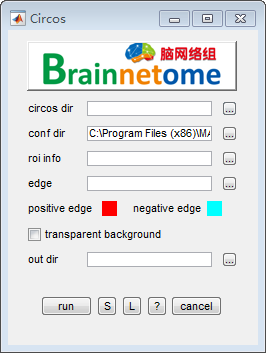 Circos
脑网络组
Brainnetome
circos dir ...
conf dir C:\Program Files (x86)\MA ...
roi info ...
edge ...
positive edge negative edge
transparent background
out dir ...
run S L ? cancel